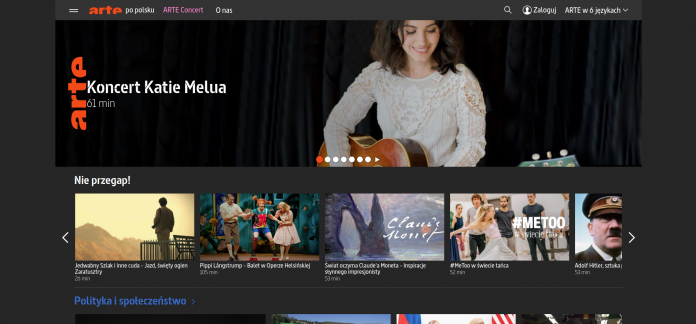 arte po polsku ARTE Concert O nas Zaloguj ARTE w 6 językach
arte
Koncert Katie Melua
61 min
Nie przegap!
Claude Monet
#METOO
# świecie tańca
Jedwabny Szlak i inne cuda - Jazd, święty ogień
Zaratusztry
26 min
Pippi Långstrump - Balet w Operze Helsińskiej
105 min
Świat oczyma Claude'a Moneta - Inspiracje
słynnego impresjonisty
53 min
#MeToo w świecie tańca
52 min
Adolf Hitler, sztuka
53 min
Polityka i społeczeństwo